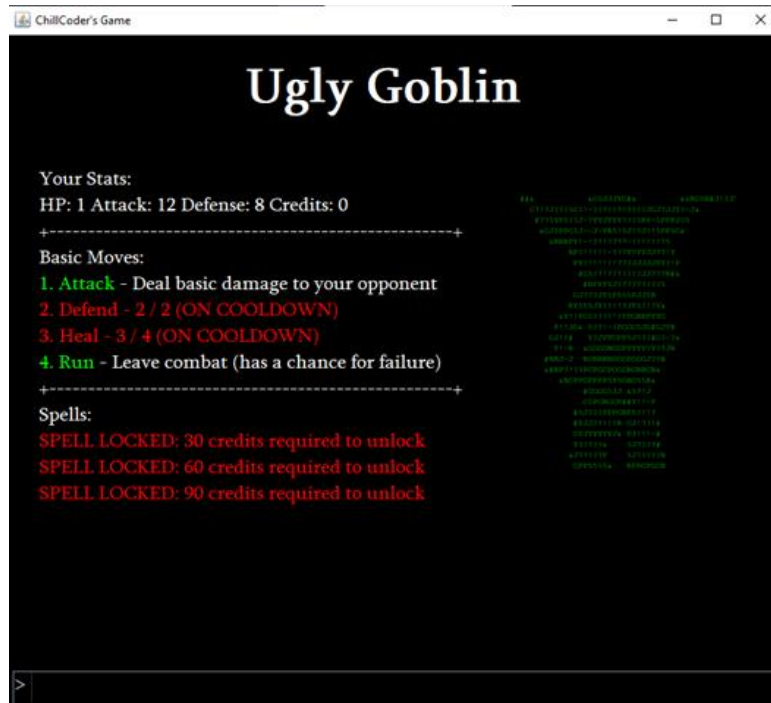 ChillCoder's Game
Ugly Goblin
Your Stats:
HP: 1 Attack: 12 Defense: 8 Credits: 0
+----------------------------------------------------+
Basic Moves:
1. Attack - Deal basic damage to your opponent
2. Defend - 2 / 2 (ON COOLDOWN)
3. Heal - 3 / 4 (ON COOLDOWN)
4. Run - Leave combat (has a chance for failure)
+----------------------------------------------------+
Spells:
SPELL LOCKED: 30 credits required to unlock
SPELL LOCKED: 60 credits required to unlock
SPELL LOCKED: 90 credits required to unlock
>